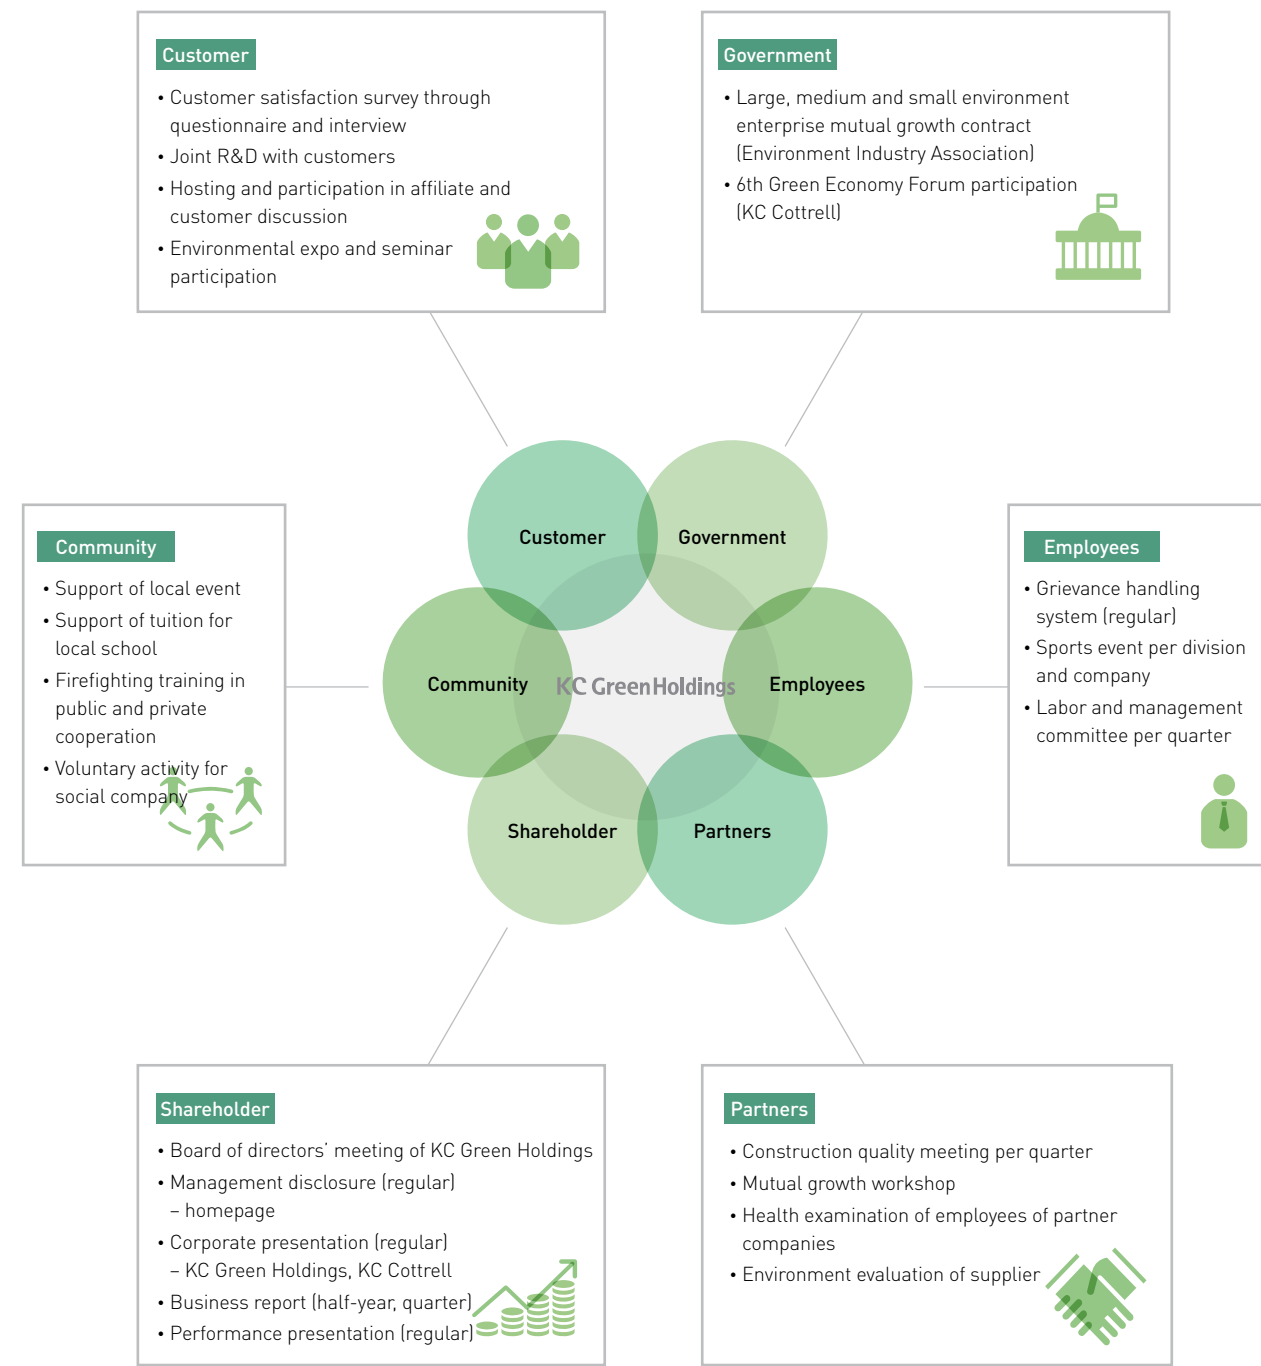 Customer
• Customer satisfaction survey through
questionnaire and interview
• Joint R&D with customers
• Hosting and participation in affiliate and
customer discussion
• Environmental expo and seminar
participation
Government
• Large, medium and small environment
enterprise mutual growth contract
(Environment Industry Association)
• 6th Green Economy Forum participation
(KC Cottrell)
Community
• Support of local event
• Support of tuition for
local school
• Firefighting training in
public and private
cooperation
• Voluntary activity for
social company
Customer
Government
Community
KC GreenHoldings
Employees
Shareholder
Partners
Employees
• Grievance handling
system (regular)
• Sports event per division
and company
• Labor and management
committee per quarter
Shareholder
• Board of directors’ meeting of KC Green Holdings
• Management disclosure (regular)
– homepage
• Corporate presentation (regular)
– KC Green Holdings, KC Cottrell
• Business report (half-year, quarter)
• Performance presentation (regular)
Partners
• Construction quality meeting per quarter
• Mutual growth workshop
• Health examination of employees of partner
companies
• Environment evaluation of supplier